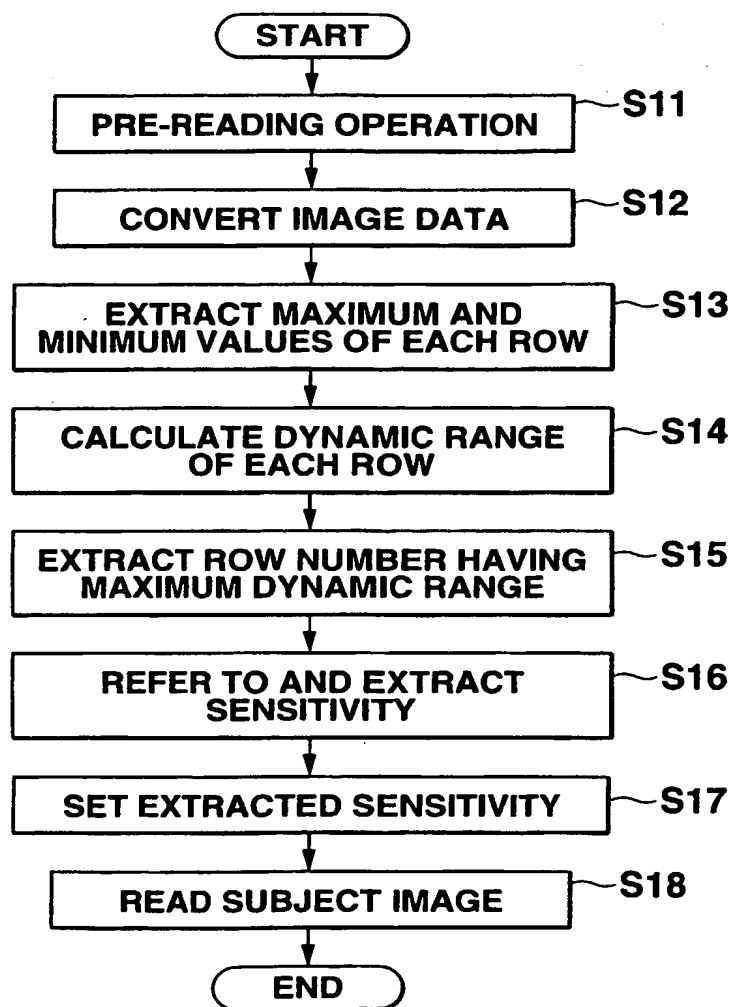 START
PRE-READING OPERATION
S11
CONVERT IMAGE DATA
S12
EXTRACT MAXIMUM AND
MINIMUM VALUES OF EACH ROW
S13
CALCULATE DYNAMIC RANGE
OF EACH ROW
S14
EXTRACT ROW NUMBER HAVING
MAXIMUM DYNAMIC RANGE
S15
REFER TO AND EXTRACT
SENSITIVITY
S16
SET EXTRACTED SENSITIVITY
S17
READ SUBJECT IMAGE
S18
END